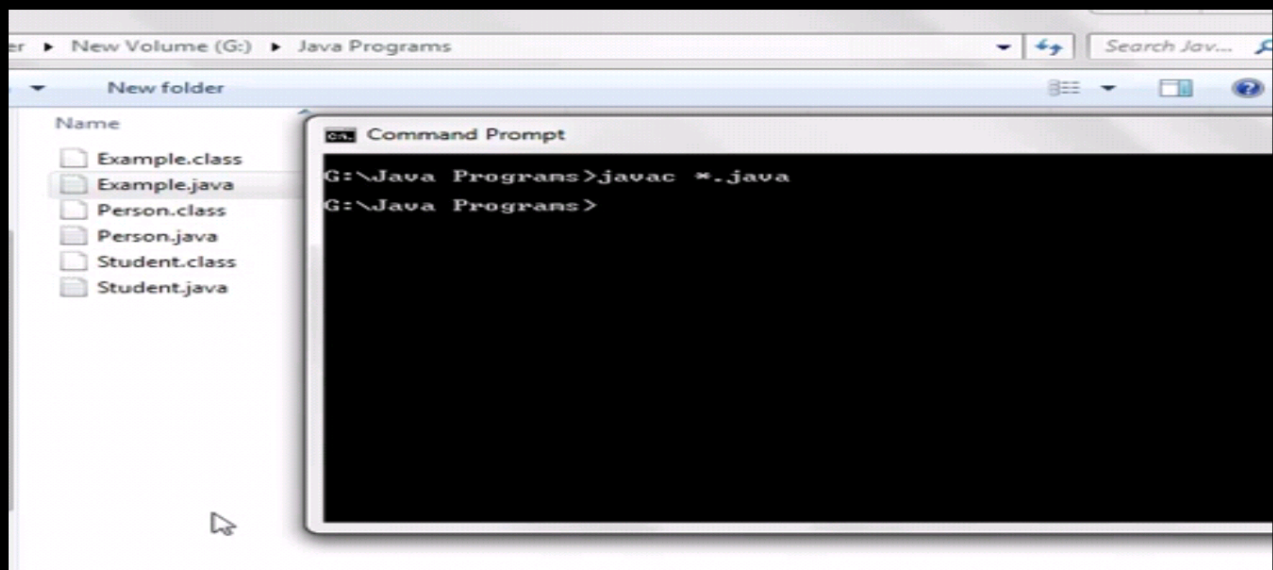 er ▸ New Volume (G:) ▸ Java Programs
Search Jav...
New folder
Name
Example.class
Example.java
Person.class
Person.java
Student.class
Student.java
Command Prompt
G:\Java Programs>javac *.java
G:\Java Programs>